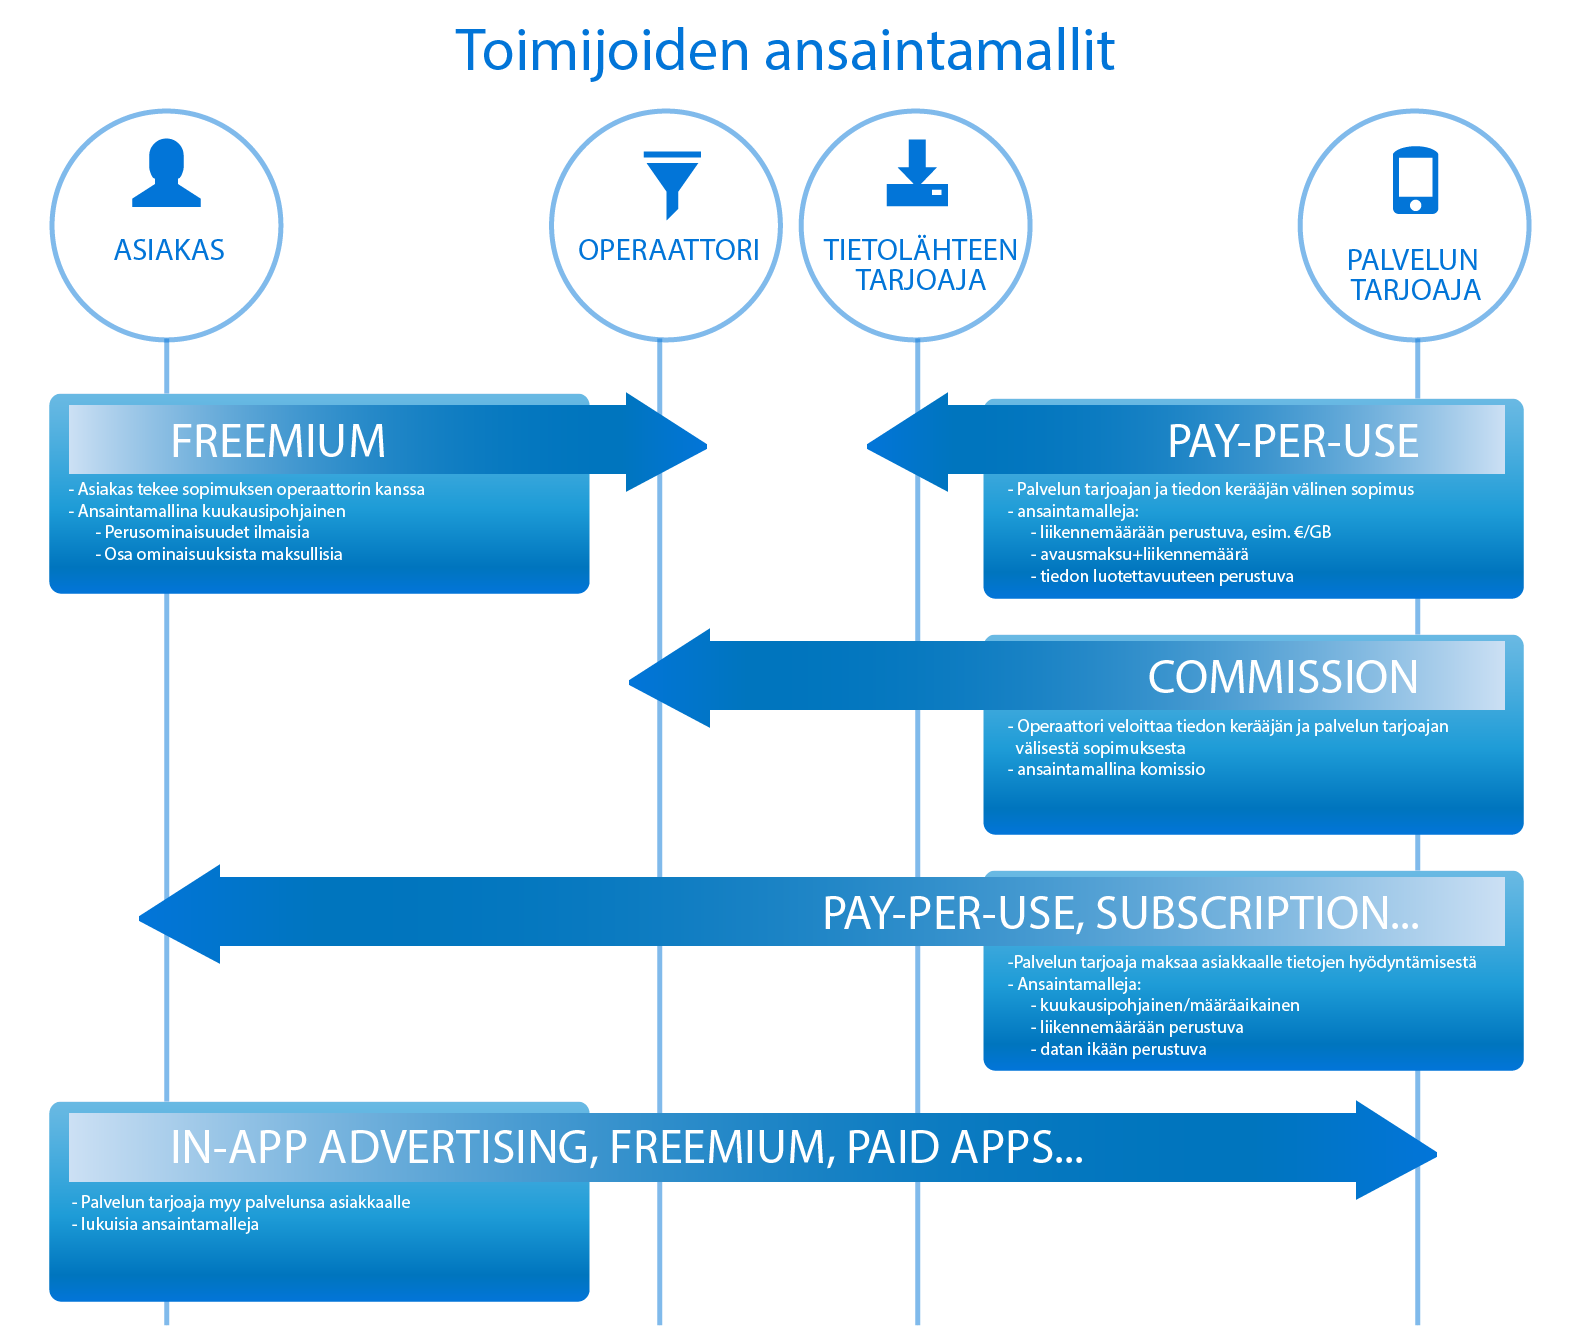 Toimijoiden ansaintamallit
ASIAKAS
OPERAATTORI
TIETOLÄHTEEN
TARJOAJA
PALVELUN
TARJOAJA
FREEMIUM
- Asiakas tekee sopimuksen operaattorin kanssa
- Ansaintamallina kuukausipohjainen
- Perusominaisuudet ilmaisia
- Osa ominaisuuksista maksullisia
PAY-PER-USE
- Palvelun tarjoajan ja tiedon kerääjän välinen sopimus
- ansaintamalleja:
- liikennemäärään perustuva, esim. €/GB
- avausmaksu+liikennemäärä
- tiedon luotettavuuteen perustuva
COMMISSION
- Operaattori veloittaa tiedon kerääjän ja palvelun tarjoajan
välisestä sopimuksesta
- ansaintamallina komissio
PAY-PER-USE, SUBSCRIPTION...
-Palvelun tarjoaja maksaa asiakkaalle tietojen hyödyntämisestä
- Ansaintamalleja:
- kuukausipohjainen/määräaikainen
- liikennemäärään perustuva
- datan ikään perustuva
IN-APP ADVERTISING, FREEMIUM, PAID APPS...
- Palvelun tarjoaja myy palvelunsa asiakkaalle
- lukuisia ansaintamalleja